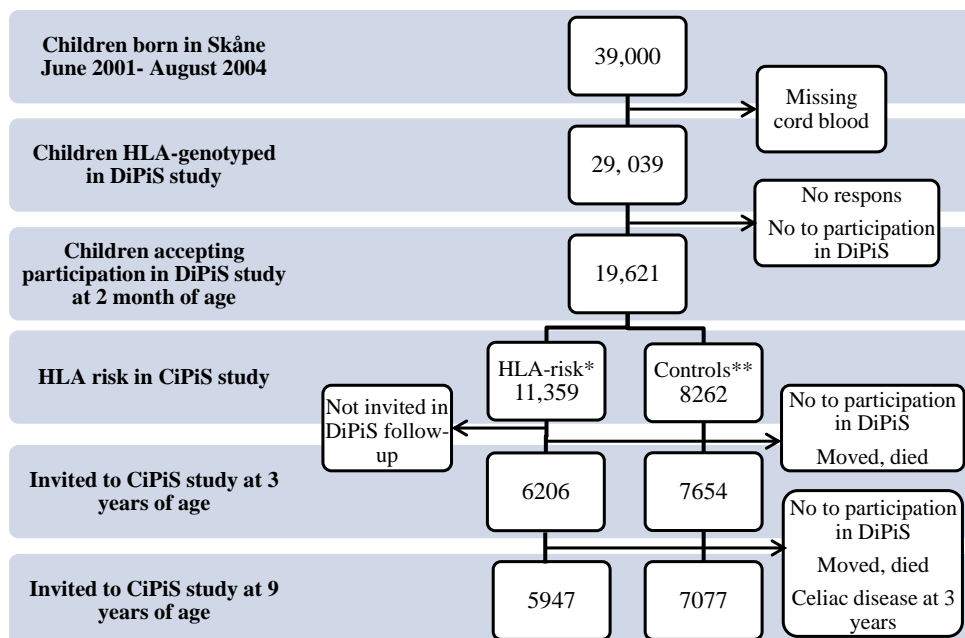 Children born in Skåne
June 2001- August 2004
39,000
Missing
cord blood
Children HLA-genotyped
in DiPiS study
29, 039
No respons
No to participation
in DiPiS
Children accepting
participation in DiPiS study
at 2 month of age
19,621
HLA risk in CiPiS study
HLA-risk*
11,359
Controls**
8262
Not invited in
DiPiS follow-
up
No to participation
in DiPiS
Moved, died
Invited to CiPiS study at 3
years of age
6206
7654
No to participation
in DiPiS
Moved, died
Celiac disease at 3
years
Invited to CiPiS study at 9
years of age
5947
7077